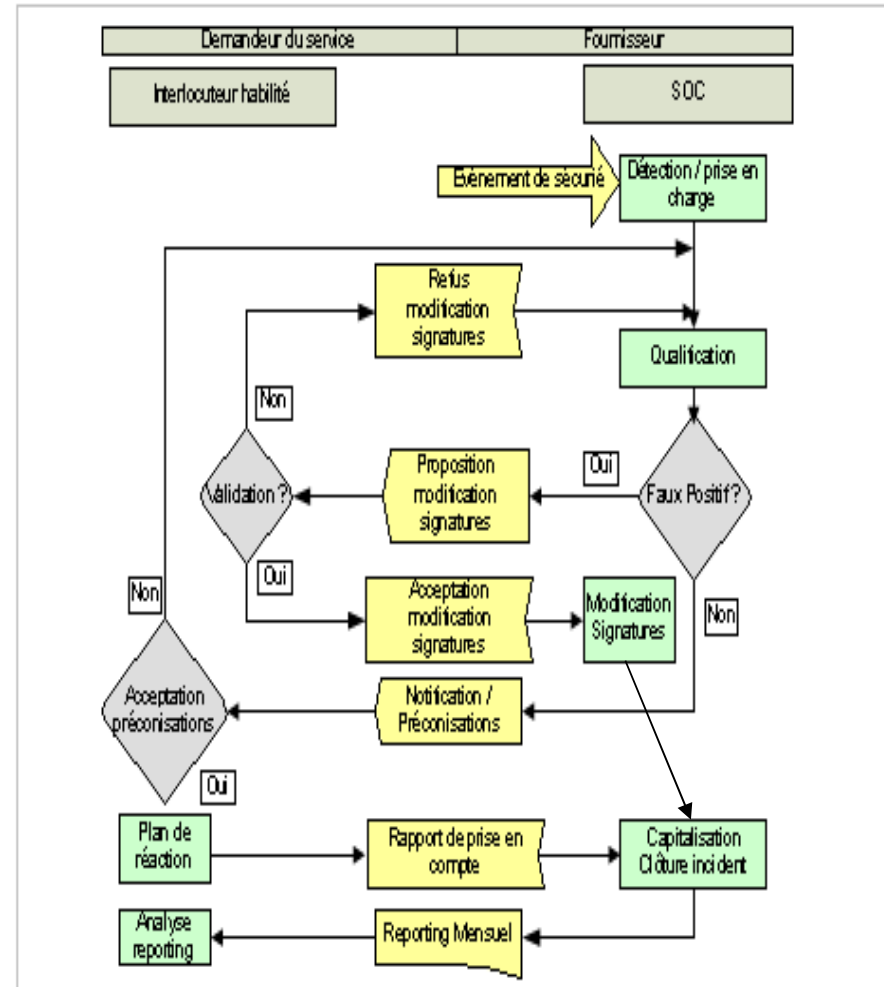 Demandeur du service
Fournisseur
Interlocuteur habilité
SOC
Evènement de sécurié
Détection / prise en
charge
Refus
modification
signatures
Qualification
Non
Validation ?
Proposition
modification
signatures
Oui
Faux Positif ?
Oui
Non
Acceptation
modification
signatures
Modification
Signatures
Non
Acceptation
préconisations
Notification /
Préconisations
Oui
Plan de
réaction
Rapport de prise en
compte
Capitalisation
Clôture incident
Analyse
reporting
Reporting Mensuel